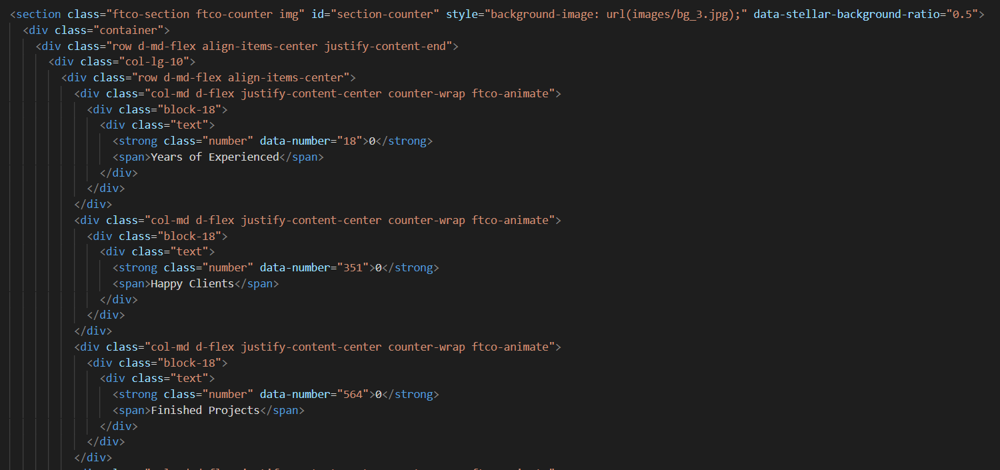 <section class="ftco-section ftco-counter img" id="section-counter" style="background-image: url(images/bg_3.jpg);" data-stellar-background-ratio="0.5">
<div class="container">
<div class="row d-md-flex align-items-center justify-content-end">
<div class="col-lg-10">
<div class="row d-md-flex align-items-center">
<div class="col-md d-flex justify-content-center counter-wrap ftco-animate">
<div class="block-18">
<div class="text">
<strong class="number" data-number="18">0</strong>
<span>Years of Experienced</span>
</div>
</div>
</div>
<div class="col-md d-flex justify-content-center counter-wrap ftco-animate">
<div class="block-18">
<div class="text">
<strong class="number" data-number="351">0</strong>
<span>Happy Clients</span>
</div>
</div>
</div>
<div class="col-md d-flex justify-content-center counter-wrap ftco-animate">
<div class="block-18">
<div class="text">
<strong class="number" data-number="564">0</strong>
<span>Finished Projects</span>
</div>
</div>
</div>